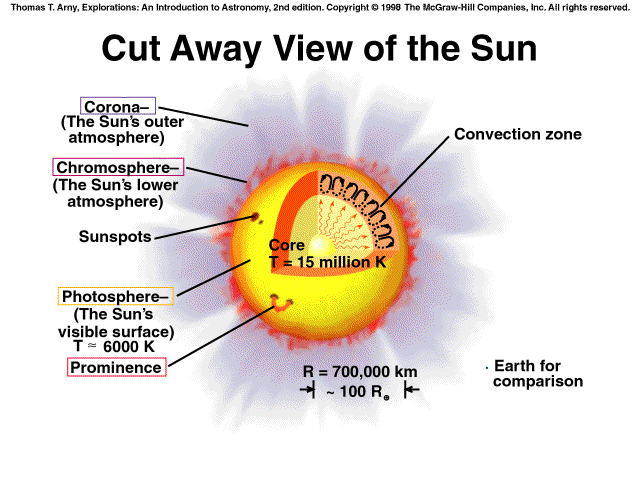 Thomas T. Arny, Explorations: An Introduction to Astronomy, 2nd edition. Copyright © 1998 The McGraw-Hill Companies, Inc. All rights reserved.
Cut Away View of the Sun
Corona–
(The Sun's outer
atmosphere)
Convection zone
Chromosphere–
(The Sun's lower
atmosphere)
Sunspots
Core
T = 15 million K
Photosphere–
(The Sun's
visible surface)
T ≈ 6000 K
Prominence
R = 700,000 km
~ 100 R⊕
Earth for
comparison